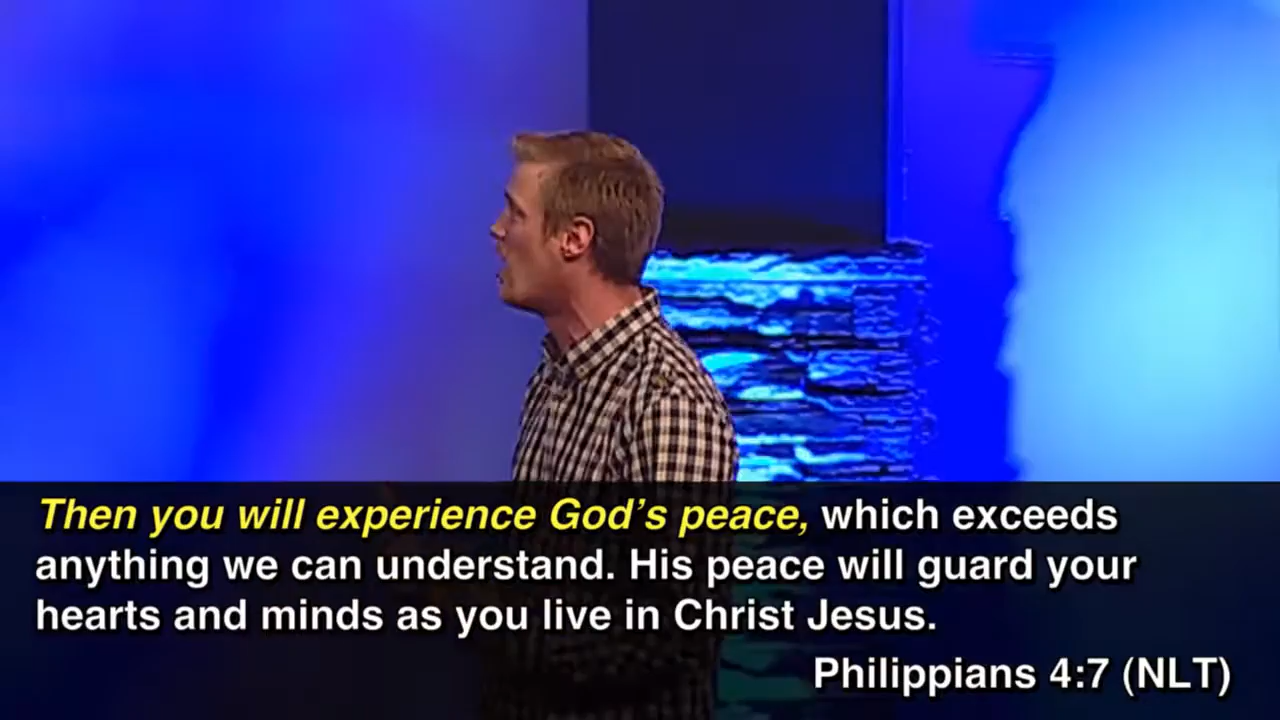 Then you will experience God's peace, which exceeds
anything we can understand. His peace will guard your
hearts and minds as you live in Christ Jesus.
Philippians 4:7 (NLT)